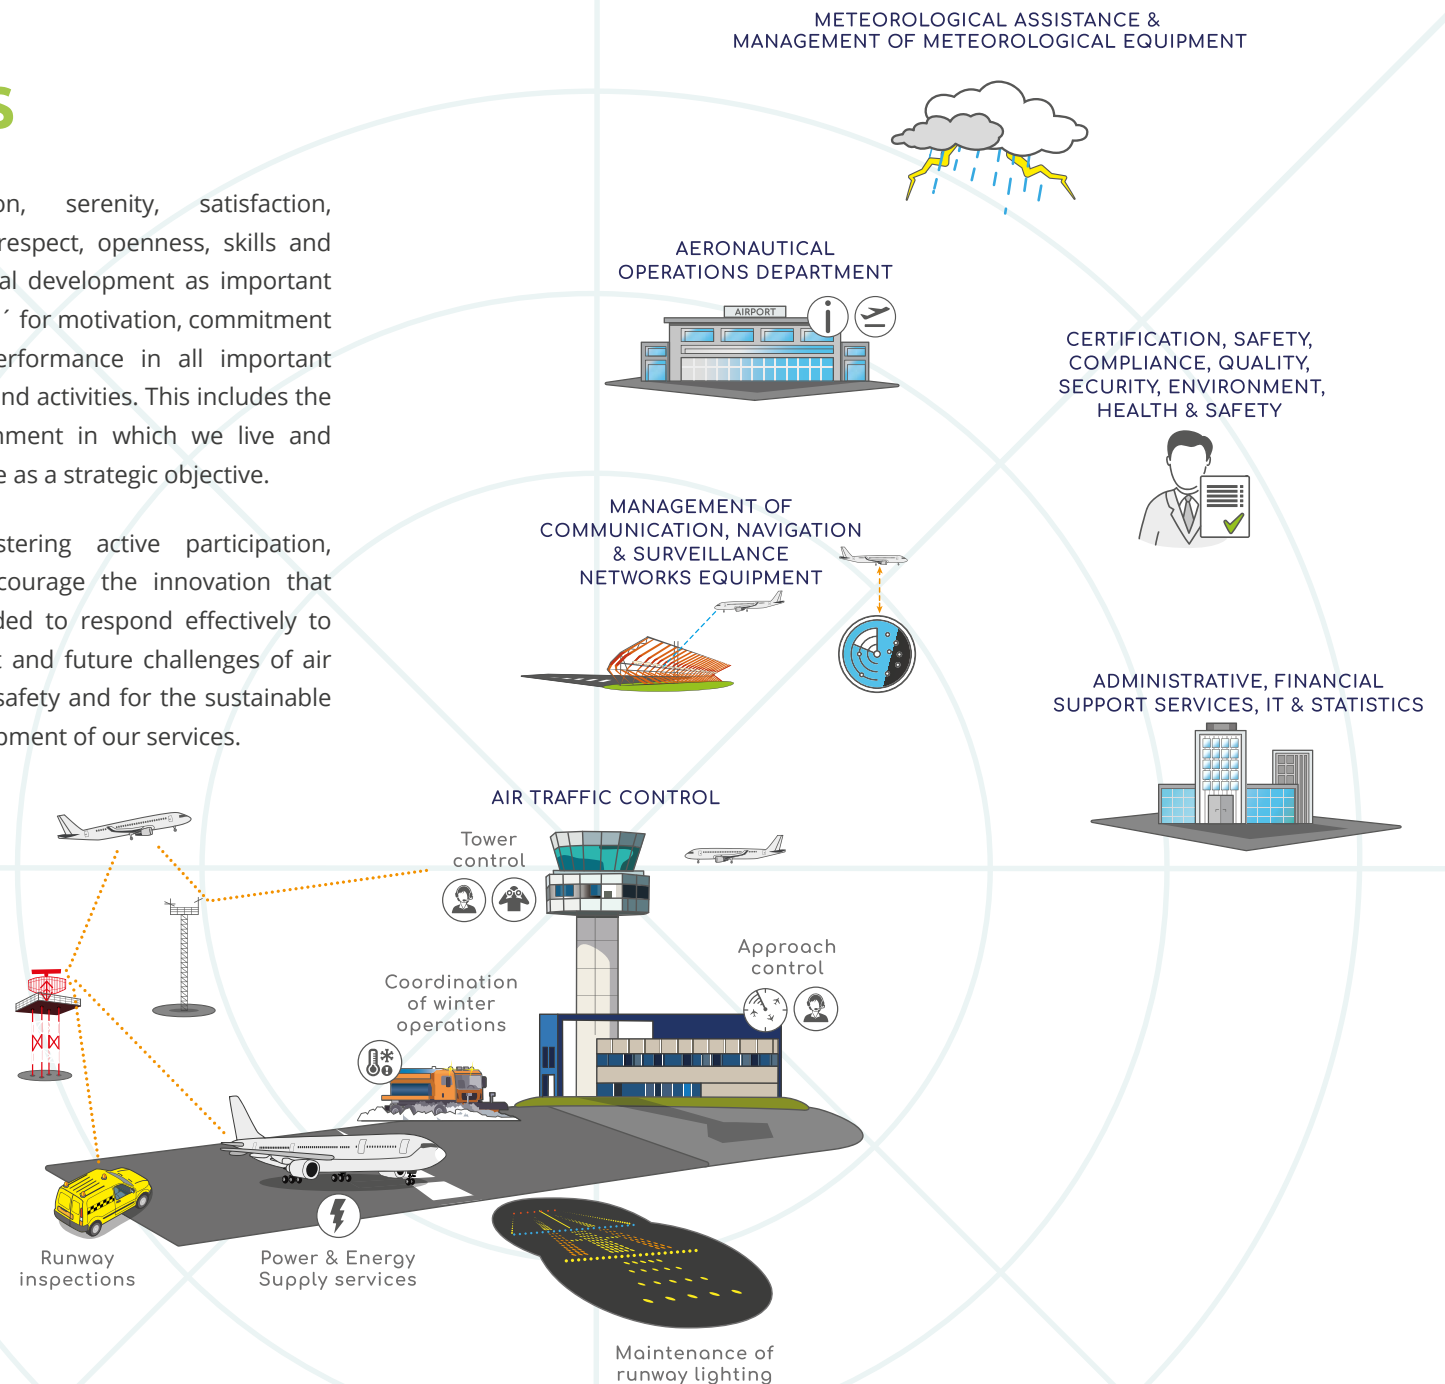 s
on, serenity, satisfaction,
respect, openness, skills and
al development as important
´ for motivation, commitment
erformance in all important
nd activities. This includes the
nment in which we live and
e as a strategic objective.
stering active participation,
courage the innovation that
ded to respond effectively to
t and future challenges of air
safety and for the sustainable
pment of our services.
METEOROLOGICAL ASSISTANCE &
MANAGEMENT OF METEOROLOGICAL EQUIPMENT
AERONAUTICAL
OPERATIONS DEPARTMENT
AIRPORT
CERTIFICATION, SAFETY,
COMPLIANCE, QUALITY,
SECURITY, ENVIRONMENT,
HEALTH & SAFETY
MANAGEMENT OF
COMMUNICATION, NAVIGATION
& SURVEILLANCE
NETWORKS EQUIPMENT
ADMINISTRATIVE, FINANCIAL
SUPPORT SERVICES, IT & STATISTICS
AIR TRAFFIC CONTROL
Tower
control
Approach
control
Coordination
of winter
operations
Runway
inspections
Power & Energy
Supply services
Maintenance of
runway lighting